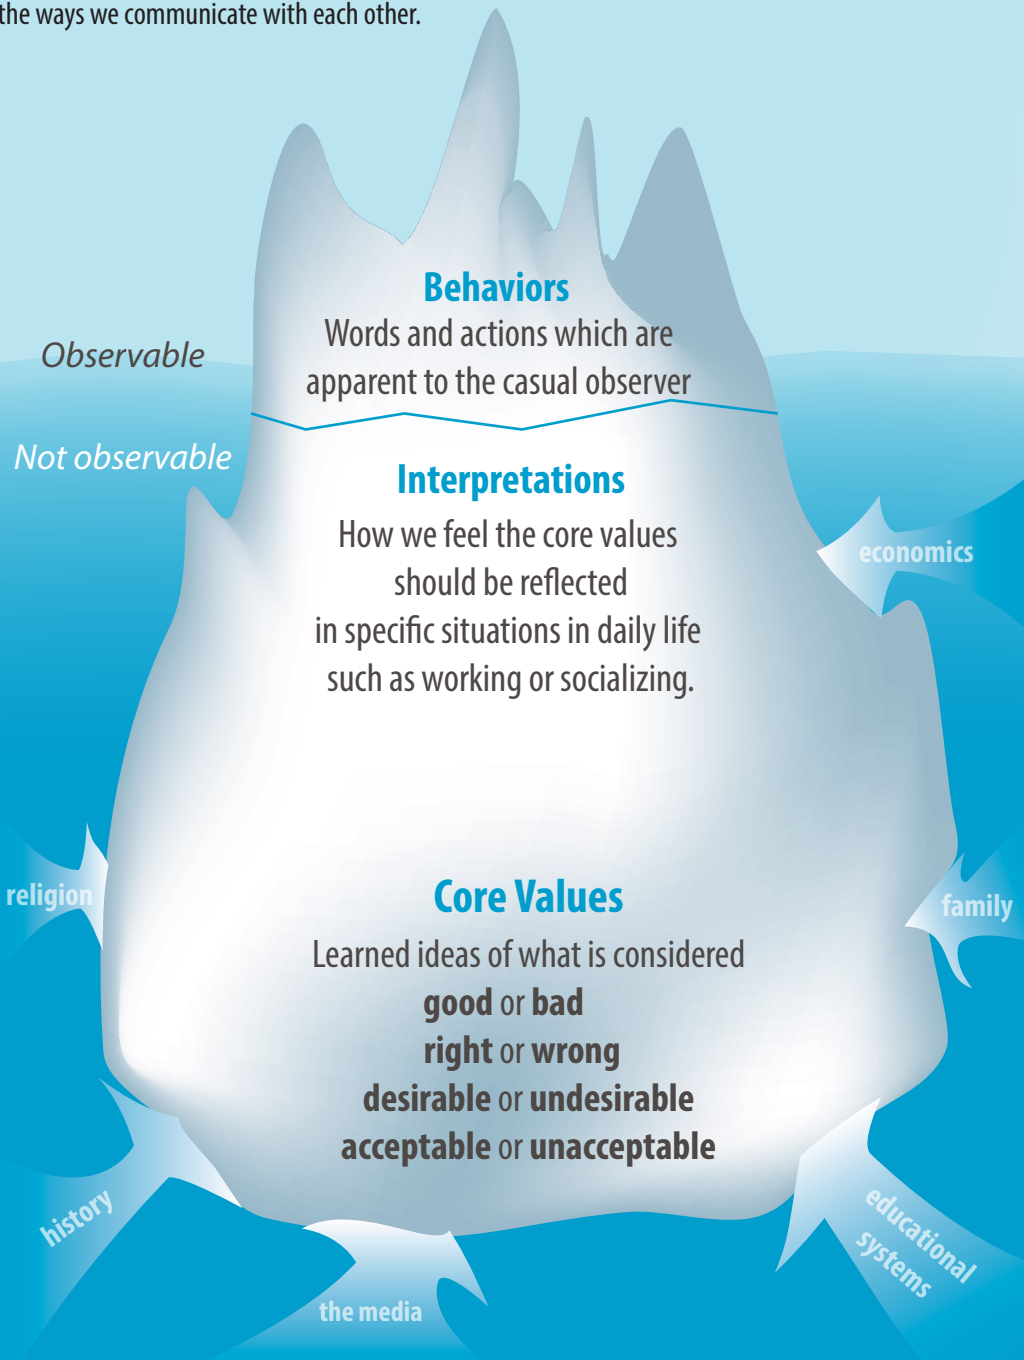 the ways we communicate with each other.
Behaviors
Words and actions which are
apparent to the casual observer
Observable
Not observable
Interpretations
How we feel the core values
should be reflected
in specific situations in daily life
such as working or socializing.
economics
religion
family
Core Values
Learned ideas of what is considered
good or bad
right or wrong
desirable or undesirable
acceptable or unacceptable
history
educational
systems
the media